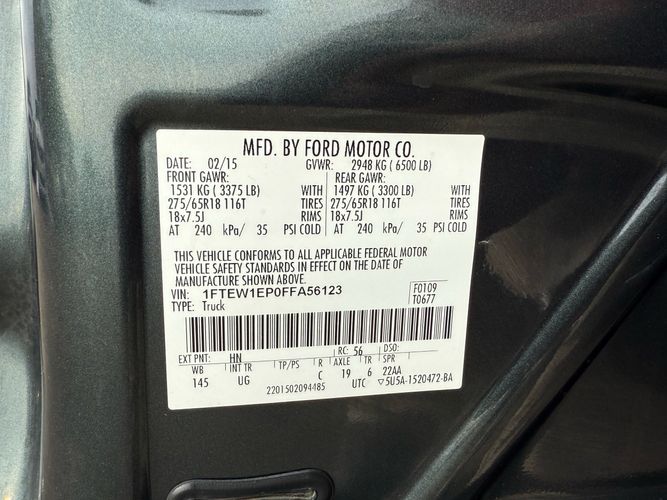 MFD. BY FORD MOTOR CO.
DATE: 02/15 GVWR: 2948 KG ( 6500 LB)
FRONT GAWR: REAR GAWR:
1531 KG ( 3375 LB) WITH 1497 KG ( 3300 LB) WITH
275/65R18 116T TIRES 275/65R18 116T TIRES
18x7.5J RIMS 18x7.5J RIMS
AT 240 kPa/ 35 PSI COLD AT 240 kPa/ 35 PSI COLD
THIS VEHICLE CONFORMS TO ALL APPLICABLE FEDERAL MOTOR
VEHICLE SAFETY STANDARDS IN EFFECT ON THE DATE OF
MANUFACTURE SHOWN ABOVE.
VIN: 1FTEW1EP0FFA56123 F0109
TYPE: Truck T0677
EXT PNT: HN RC: 56 DSO:
WB INT TR TP/PS R AXLE TR SPR
145 UG C 19 6 22AA
2201502094485 UTC ▽5U5A-1520472-BA